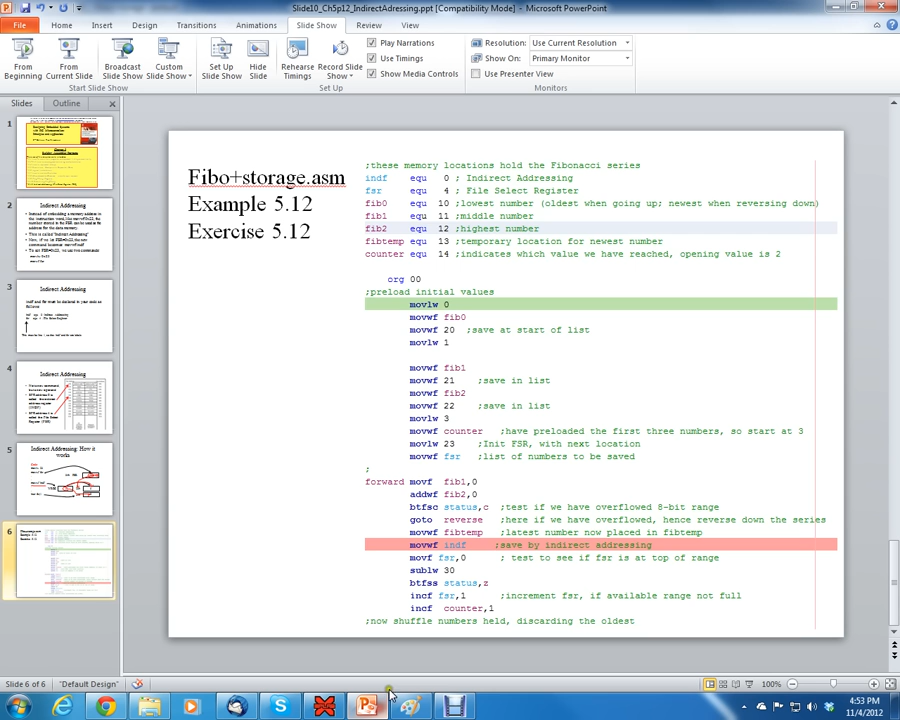 Slide10_Ch5p12_IndirectAdressing.ppt [Compatibility Mode] - Microsoft PowerPoint
File Home Insert Design Transitions Animations Slide Show Review View
From Beginning
From Current Slide
Broadcast Slide Show
Custom Slide Show
Set Up Slide Show
Hide Slide
Rehearse Timings
Record Slide Show
Play Narrations
Use Timings
Show Media Controls
Resolution: Use Current Resolution
Show On: Primary Monitor
Use Presenter View
Start Slide Show Set Up Monitors
Slides Outline
1
2
Indirect Addressing
3
Indirect Addressing
4
Indirect Addressing
5
Indirect Addressing: How it works
6
Fibo+storage.asm
Example 5.12
Exercise 5.12
;these memory locations hold the Fibonacci series
indf equ 0 ; Indirect Addressing
fsr equ 4 ; File Select Register
fib0 equ 10 ;lowest number (oldest when going up; newest when reversing down)
fib1 equ 11 ;middle number
fib2 equ 12 ;highest number
fibtemp equ 13 ;temporary location for newest number
counter equ 14 ;indicates which value we have reached, opening value is 2
org 00
;preload initial values
movlw 0
movwf fib0
movwf 20 ;save at start of list
movlw 1
movwf fib1
movwf 21 ;save in list
movwf fib2
movwf 22 ;save in list
movlw 3
movwf counter ;have preloaded the first three numbers, so start at 3
movlw 23 ;Init FSR, with next location
movwf fsr ;list of numbers to be saved
;
forward movf fib1,0
addwf fib2,0
btfsc status,c ;test if we have overflowed 8-bit range
goto reverse ;here if we have overflowed, hence reverse down the series
movwf fibtemp ;latest number now placed in fibtemp
movwf indf ;save by indirect addressing
movf fsr,0 ; test to see if fsr is at top of range
sublw 30
btfss status,z
incf fsr,1 ;increment fsr, if available range not full
incf counter,1
;now shuffle numbers held, discarding the oldest
Slide 6 of 6 "Default Design" 100%
4:53 PM
11/4/2012